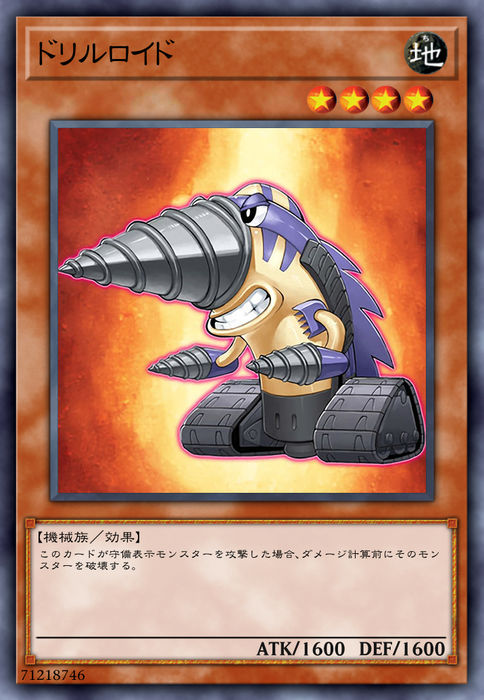 ドリルロイド
ち
地
【機械族／効果】
このカードが守備表示モンスターを攻撃した場合、ダメージ計算前にそのモン
スターを破壊する。
ATK/1600 DEF/1600
71218746